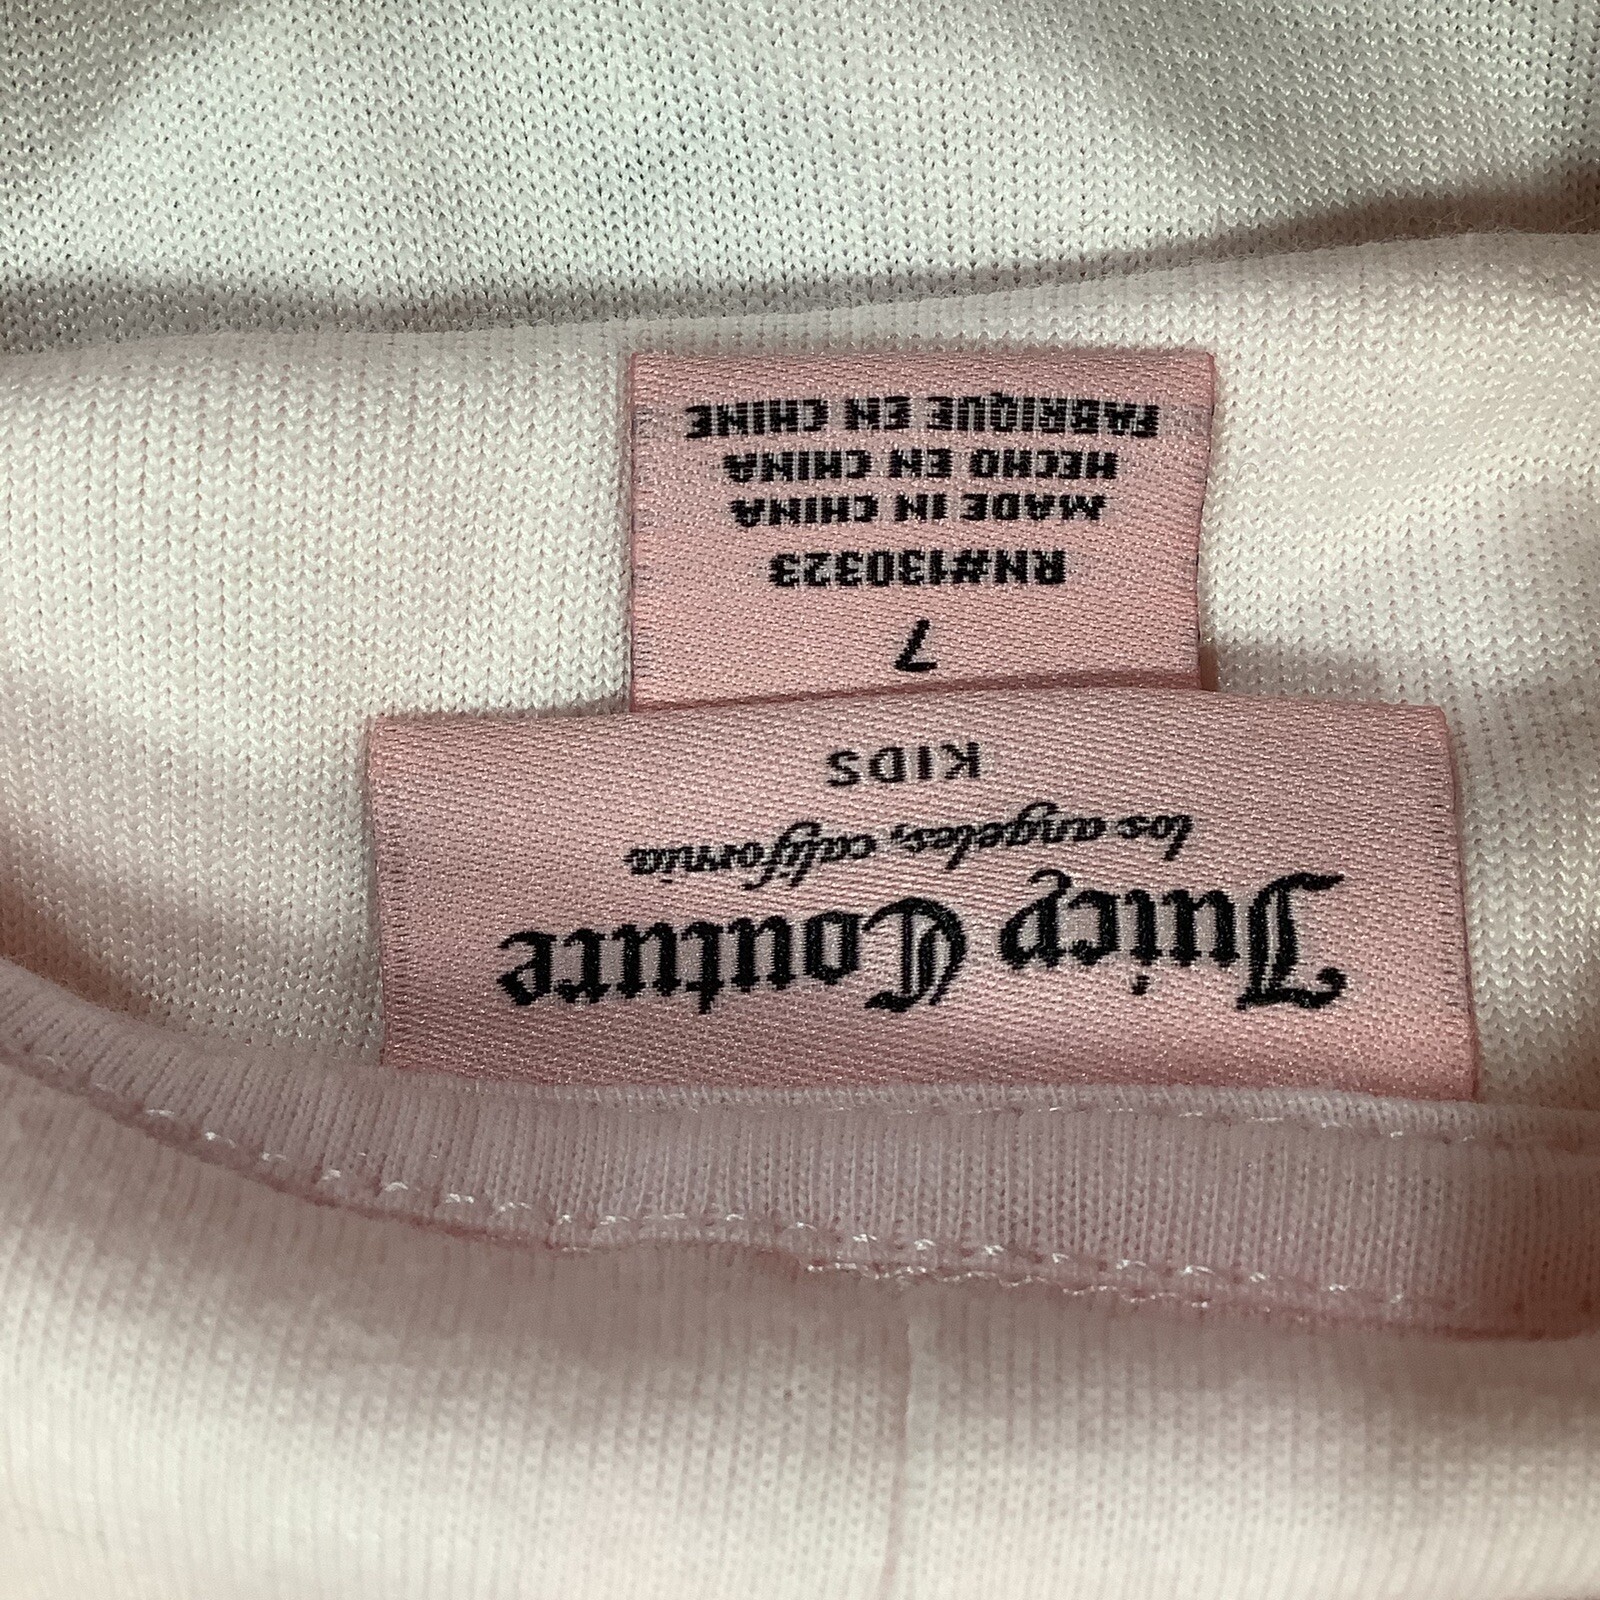 Juicy Couture
los angeles, california
KIDS
7
RN#130323
MADE IN CHINA
HECHO EN CHINA
FABRIQUE EN CHINE